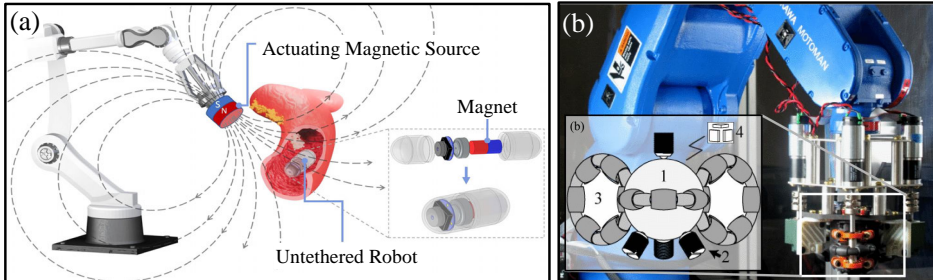 (a)
Actuating Magnetic Source
S
N
Magnet
Untethered Robot
(b)
MOTOMAN
(b)
4
1
3
2